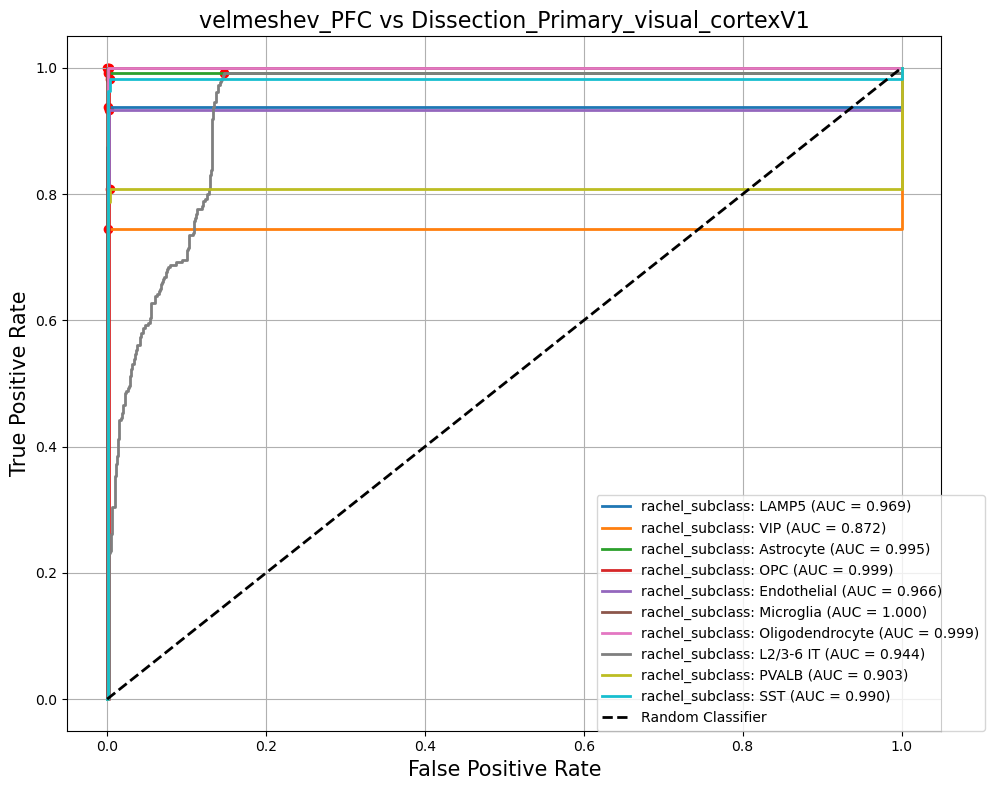 velmeshev_PFC vs Dissection_Primary_visual_cortexV1
True Positive Rate
1.0
0.8
0.6
0.4
0.2
0.0
0.0
0.2
0.4
0.6
0.8
1.0
False Positive Rate
rachel_subclass: LAMP5 (AUC = 0.969)
rachel_subclass: VIP (AUC = 0.872)
rachel_subclass: Astrocyte (AUC = 0.995)
rachel_subclass: OPC (AUC = 0.999)
rachel_subclass: Endothelial (AUC = 0.966)
rachel_subclass: Microglia (AUC = 1.000)
rachel_subclass: Oligodendrocyte (AUC = 0.999)
rachel_subclass: L2/3-6 IT (AUC = 0.944)
rachel_subclass: PVALB (AUC = 0.903)
rachel_subclass: SST (AUC = 0.990)
Random Classifier